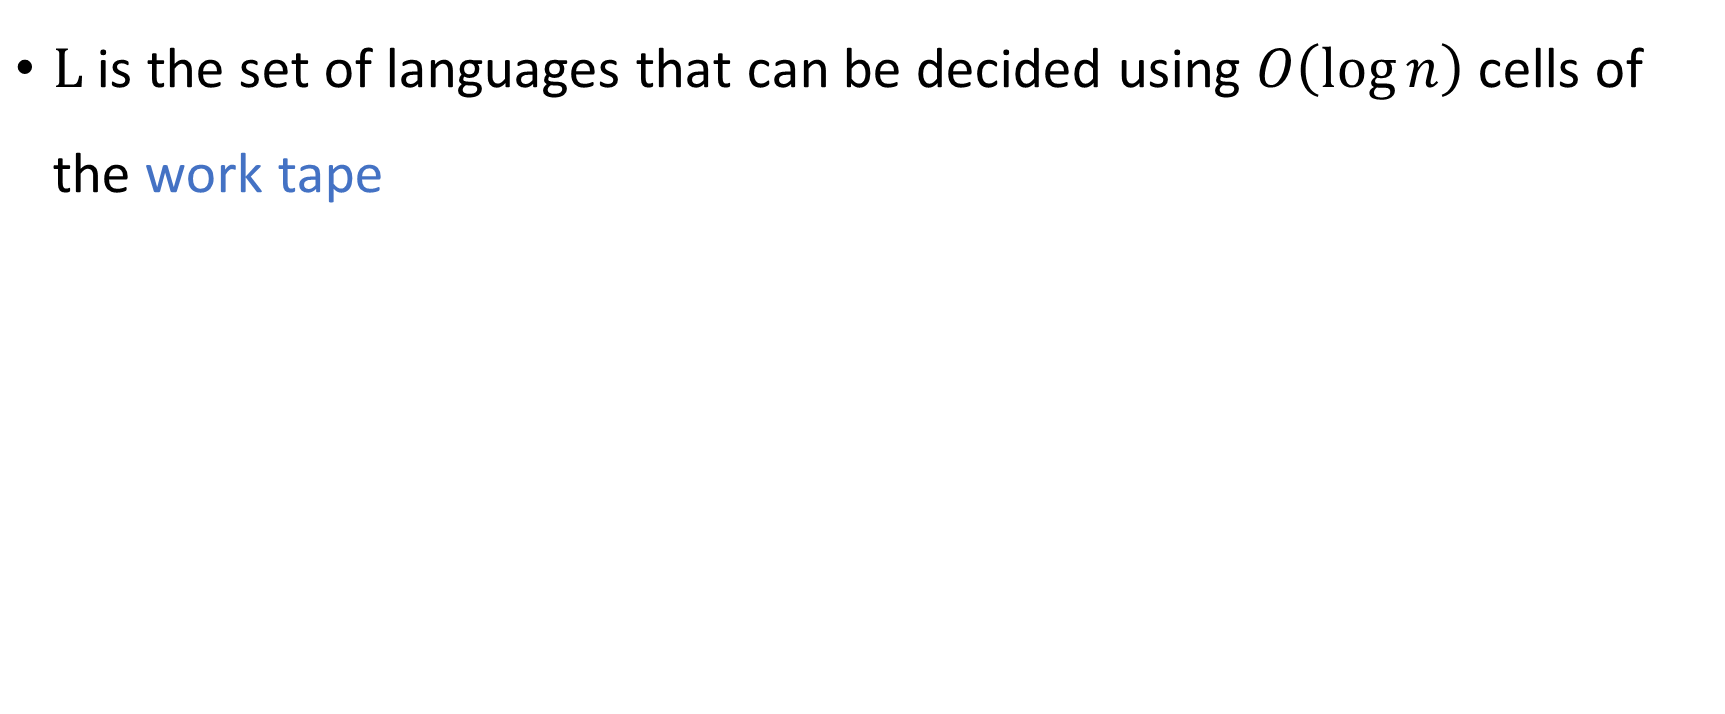 • L is the set of languages that can be decided using O(log n) cells of
the work tape